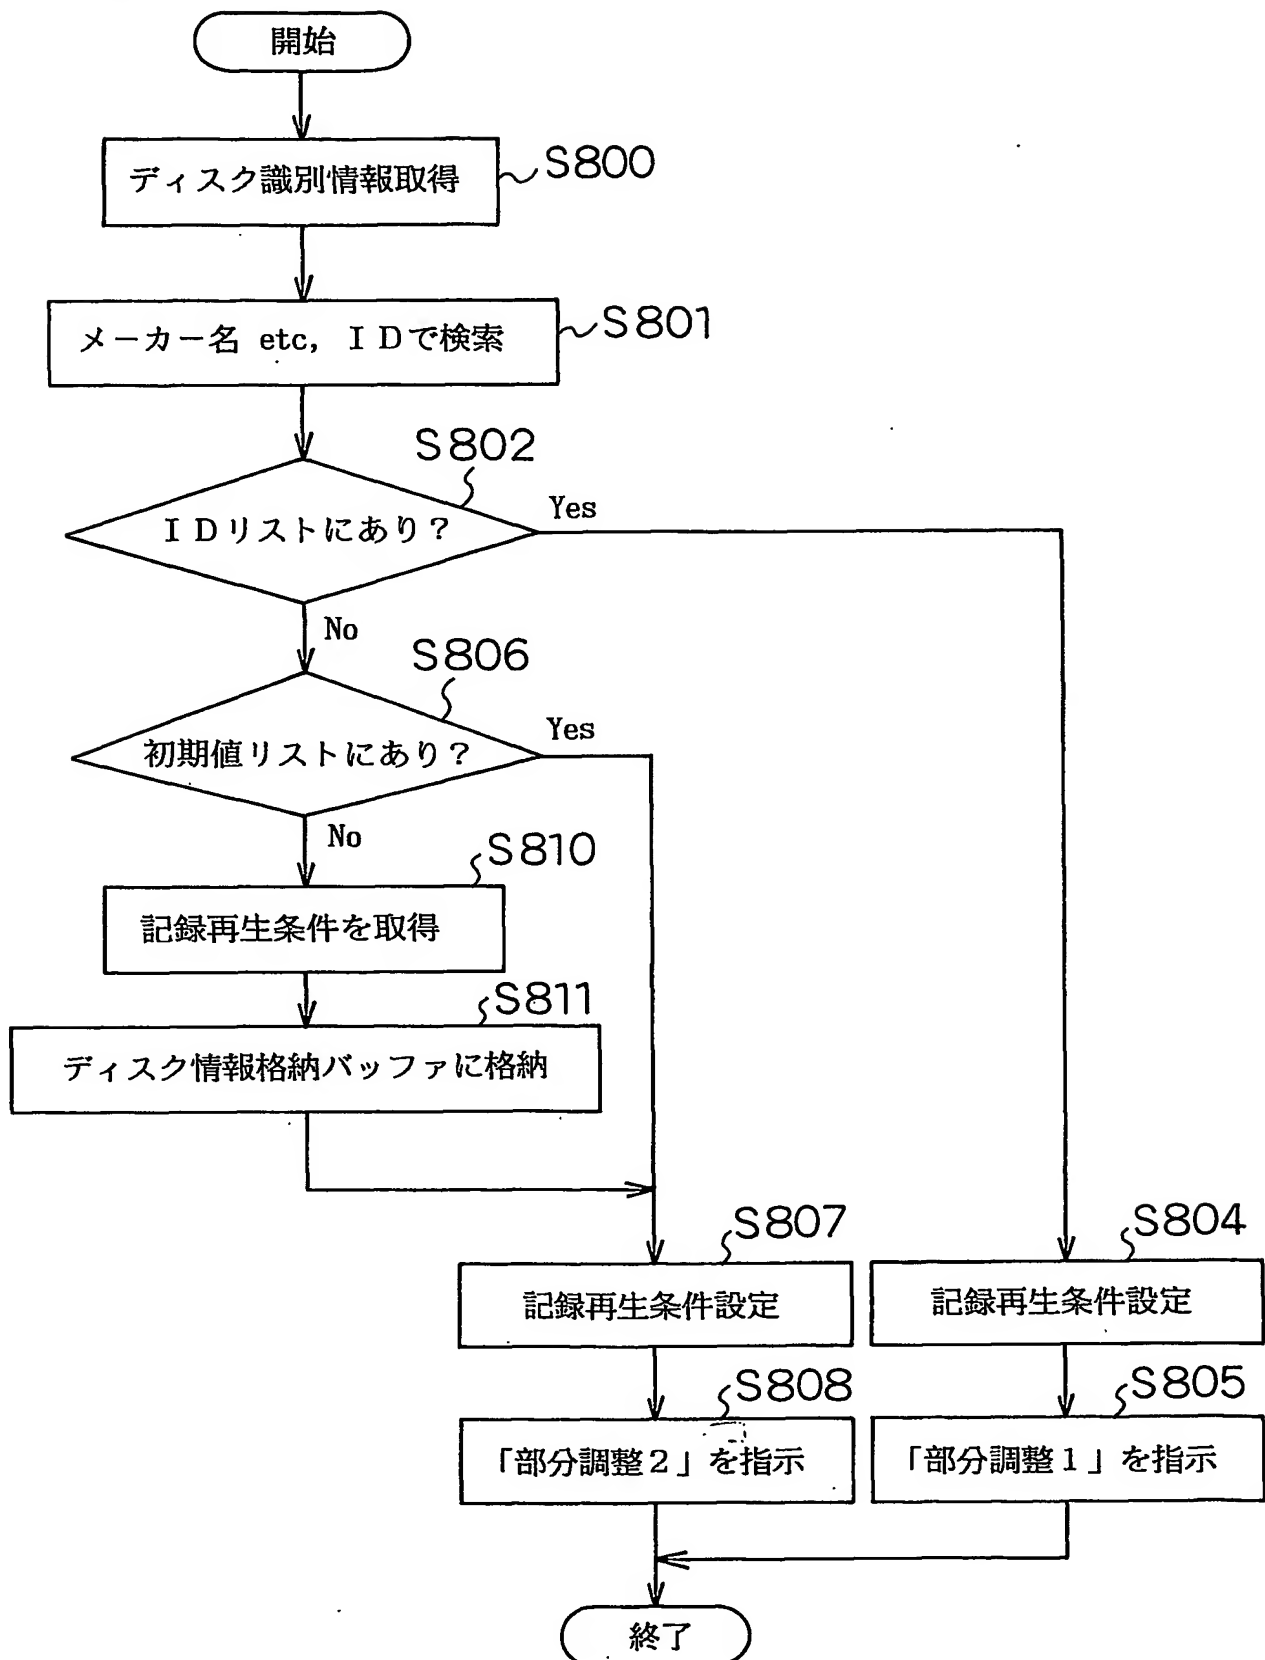 開始
ディスク識別情報取得
S800
メーカー名 etc, IDで検索
S801
S802
IDリストにあり?
Yes
No
S806
初期値リストにあり?
Yes
No
S810
記録再生条件を取得
S811
ディスク情報格納バッファに格納
S807
記録再生条件設定
S804
記録再生条件設定
S808
「部分調整2」を指示
S805
「部分調整1」を指示
終了